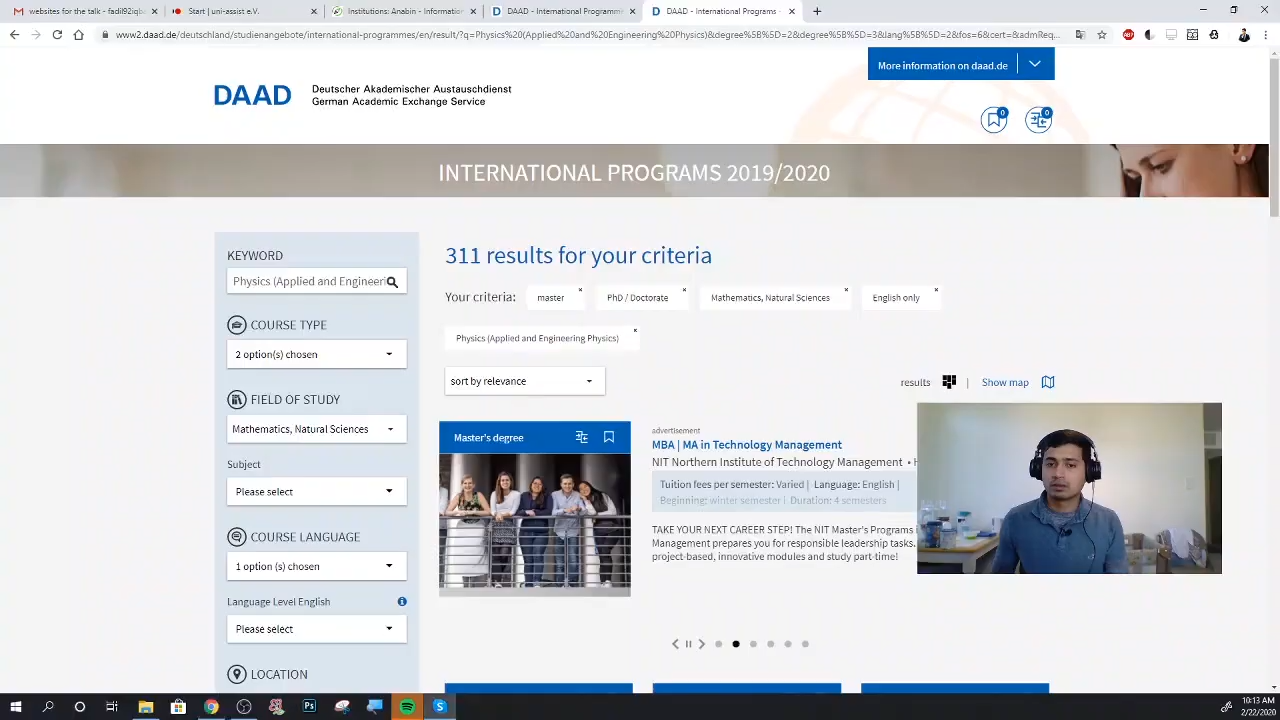 websites for the talk - fadil92iqb
Start | uni-assist e.V.
Institutions: Anabin - Information
DAAD - International Programme
DAAD - International Programs -
www2.daad.de/deutschland/studienangebote/international-programmes/en/result/?q=Physics%20(Applied%20and%20Engineering%20Physics)&degree%5B%5D=2&degree%5B%5D=3&lang%5B%5D=2&fos=6&cert=&admReq...
More information on daad.de
DAAD
Deutscher Akademischer Austauschdienst
German Academic Exchange Service
0
0
INTERNATIONAL PROGRAMS 2019/2020
KEYWORD
Physics (Applied and Engineeri
COURSE TYPE
2 option(s) chosen
FIELD OF STUDY
Mathematics, Natural Sciences
Subject
Please select
COURSE LANGUAGE
1 option (s) chosen
Language Level English
Please select
LOCATION
311 results for your criteria
Your criteria: master × PhD / Doctorate × Mathematics, Natural Sciences × English only ×
Physics (Applied and Engineering Physics) ×
sort by relevance
results | Show map
Master's degree
advertisement
MBA | MA in Technology Management
NIT Northern Institute of Technology Management • H
Tuition fees per semester: Varied | Language: English |
Beginning: winter semester | Duration: 4 semesters
TAKE YOUR NEXT CAREER STEP! The NIT Master's Programs
Management prepares you for responsible leadership tasks.
project-based, innovative modules and study part-time!
10:13 AM
2/22/2020